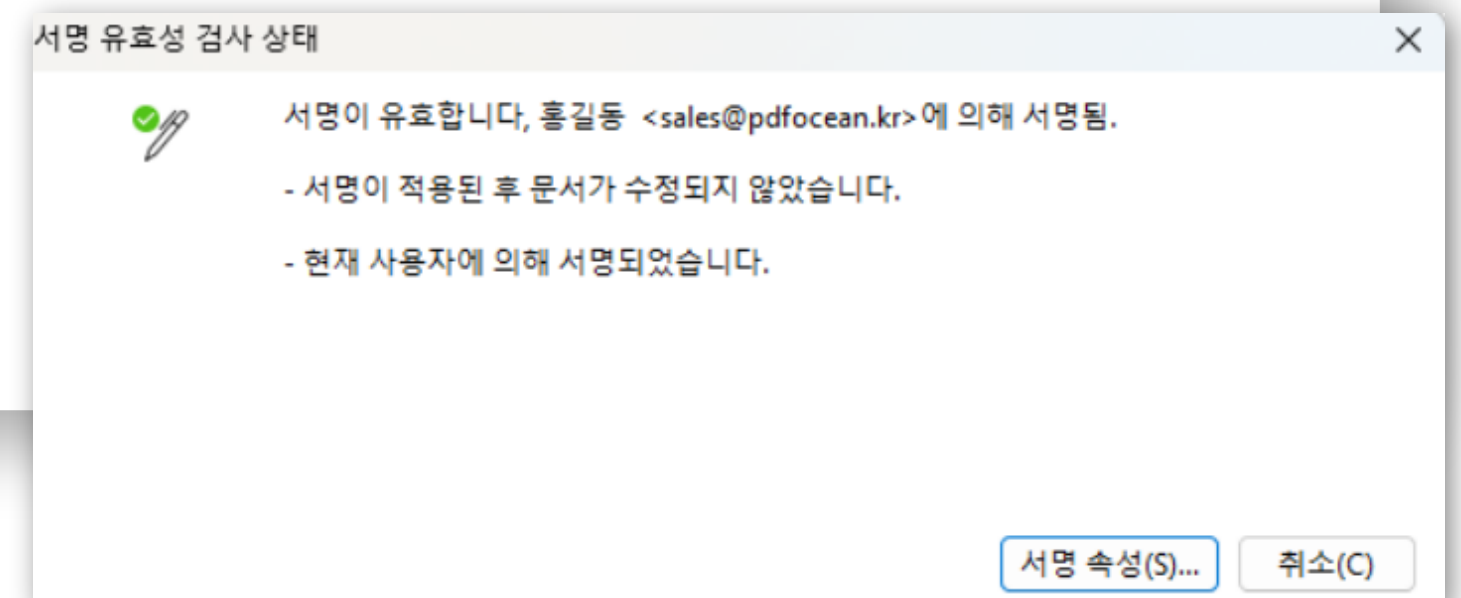 서명 유효성 검사 상태
서명이 유효합니다, 홍길동 <sales@pdfocean.kr>에 의해 서명됨.
- 서명이 적용된 후 문서가 수정되지 않았습니다.
- 현재 사용자에 의해 서명되었습니다.
서명 속성(S)... 취소(C)